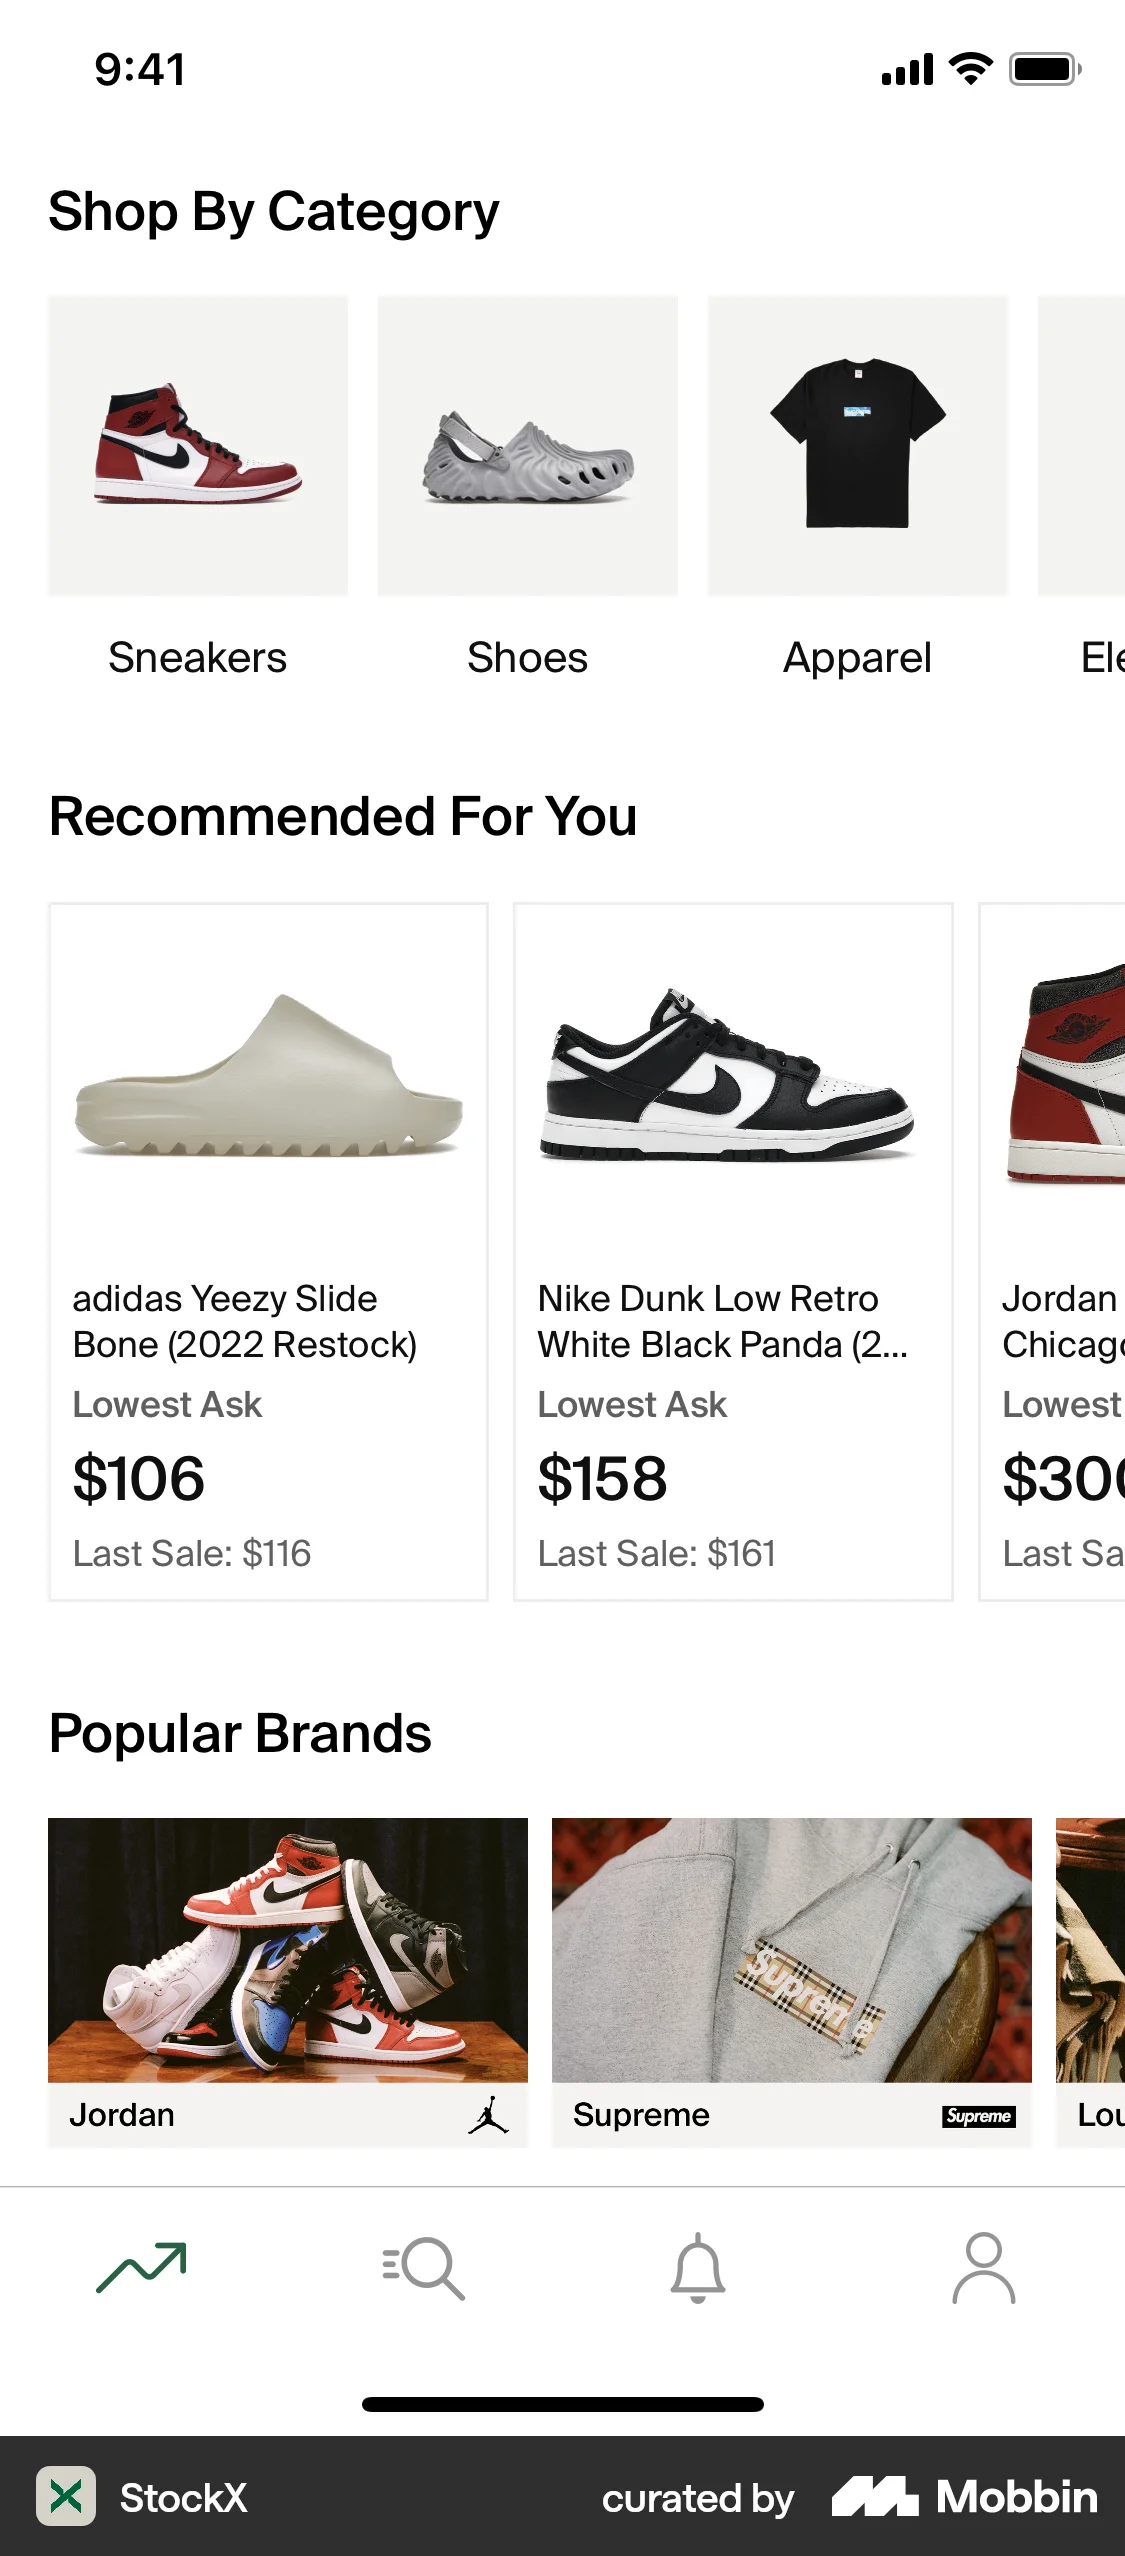 9:41
Shop By Category
Sneakers
Shoes
Apparel
Ele
Recommended For You
adidas Yeezy Slide
Bone (2022 Restock)
Lowest Ask
$106
Last Sale: $116
Nike Dunk Low Retro
White Black Panda (2...
Lowest Ask
$158
Last Sale: $161
Jordan
Chicago
Lowest
$300
Last Sa
Popular Brands
Supreme
Jordan
Supreme
Supreme
Lou
StockX
curated by
Mobbin